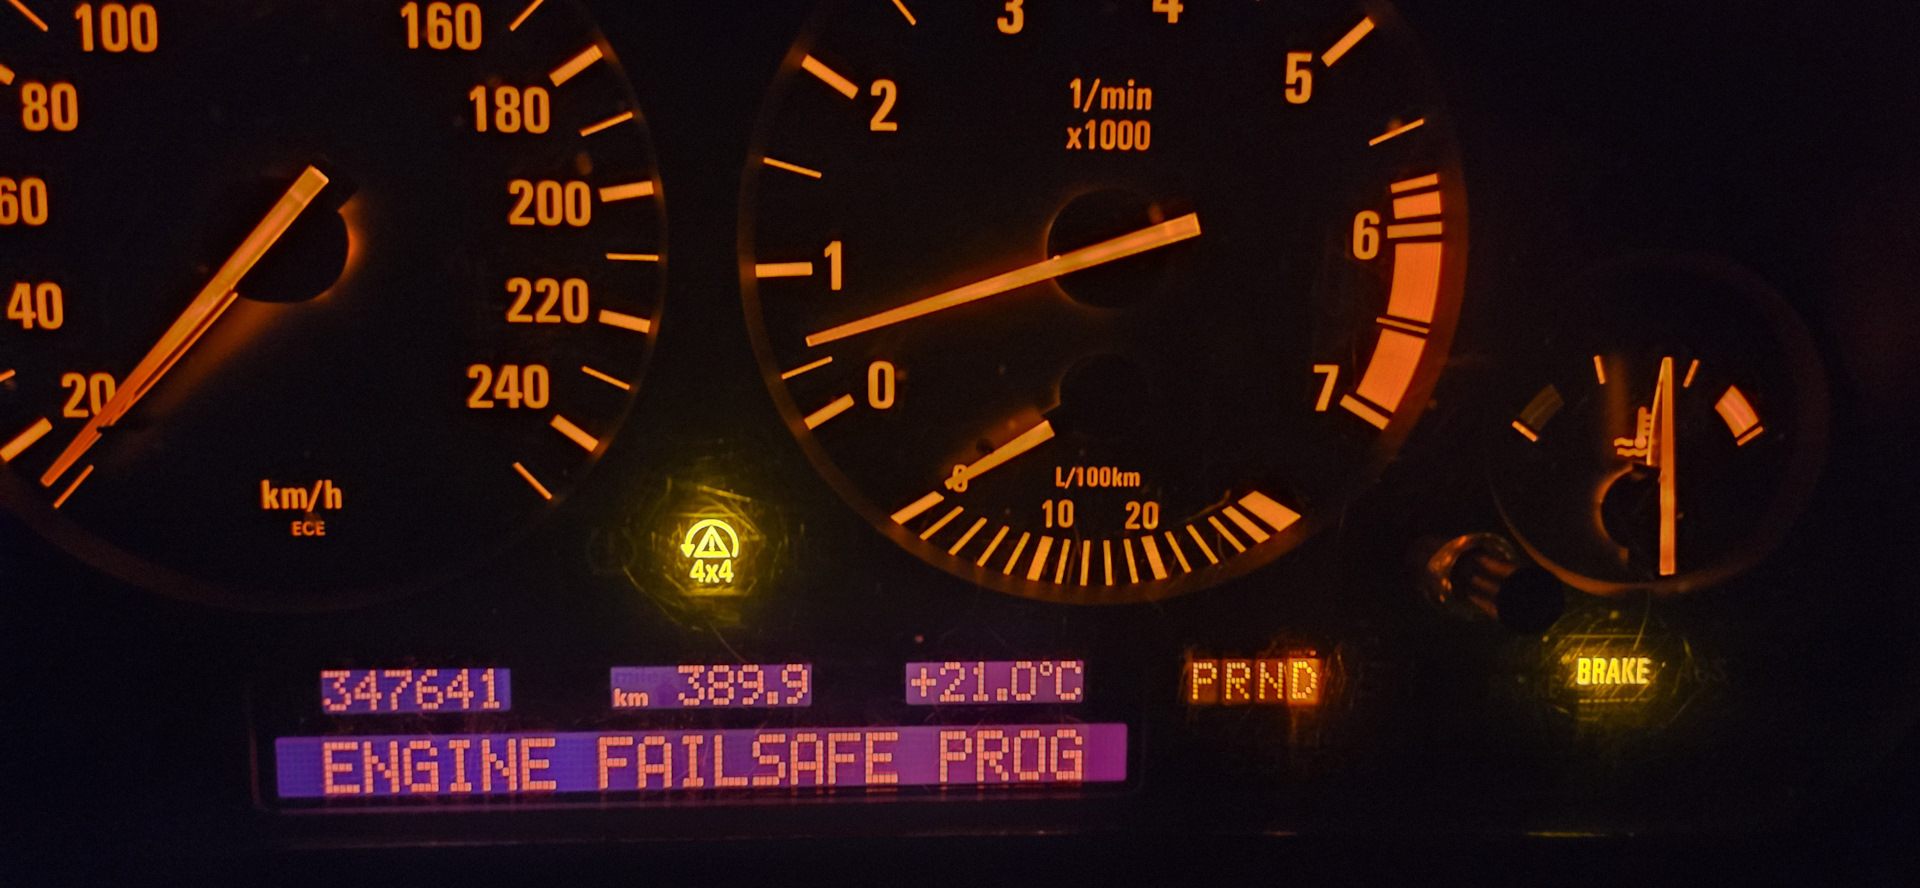 100
160
80
180
60
200
40
220
20
240
km/h
ECE
3
4
2
5
1/min
x1000
1
6
0
7
L/100km
10
20
4x4
347641
km 389.9
+21.0°C
PRND
BRAKE
ENGINE FAILSAFE PROG